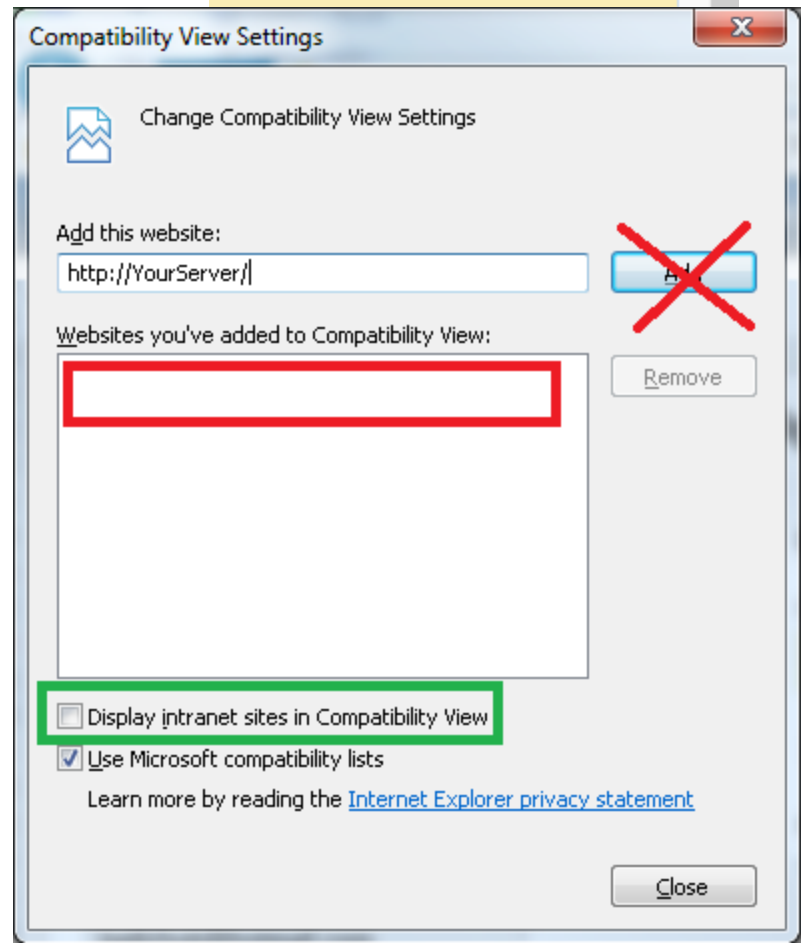 Compatibility View Settings
Change Compatibility View Settings
Add this website:
http://YourServer/
Websites you've added to Compatibility View:
Remove
Display intranet sites in Compatibility View
Use Microsoft compatibility lists
Learn more by reading the Internet Explorer privacy statement
Close